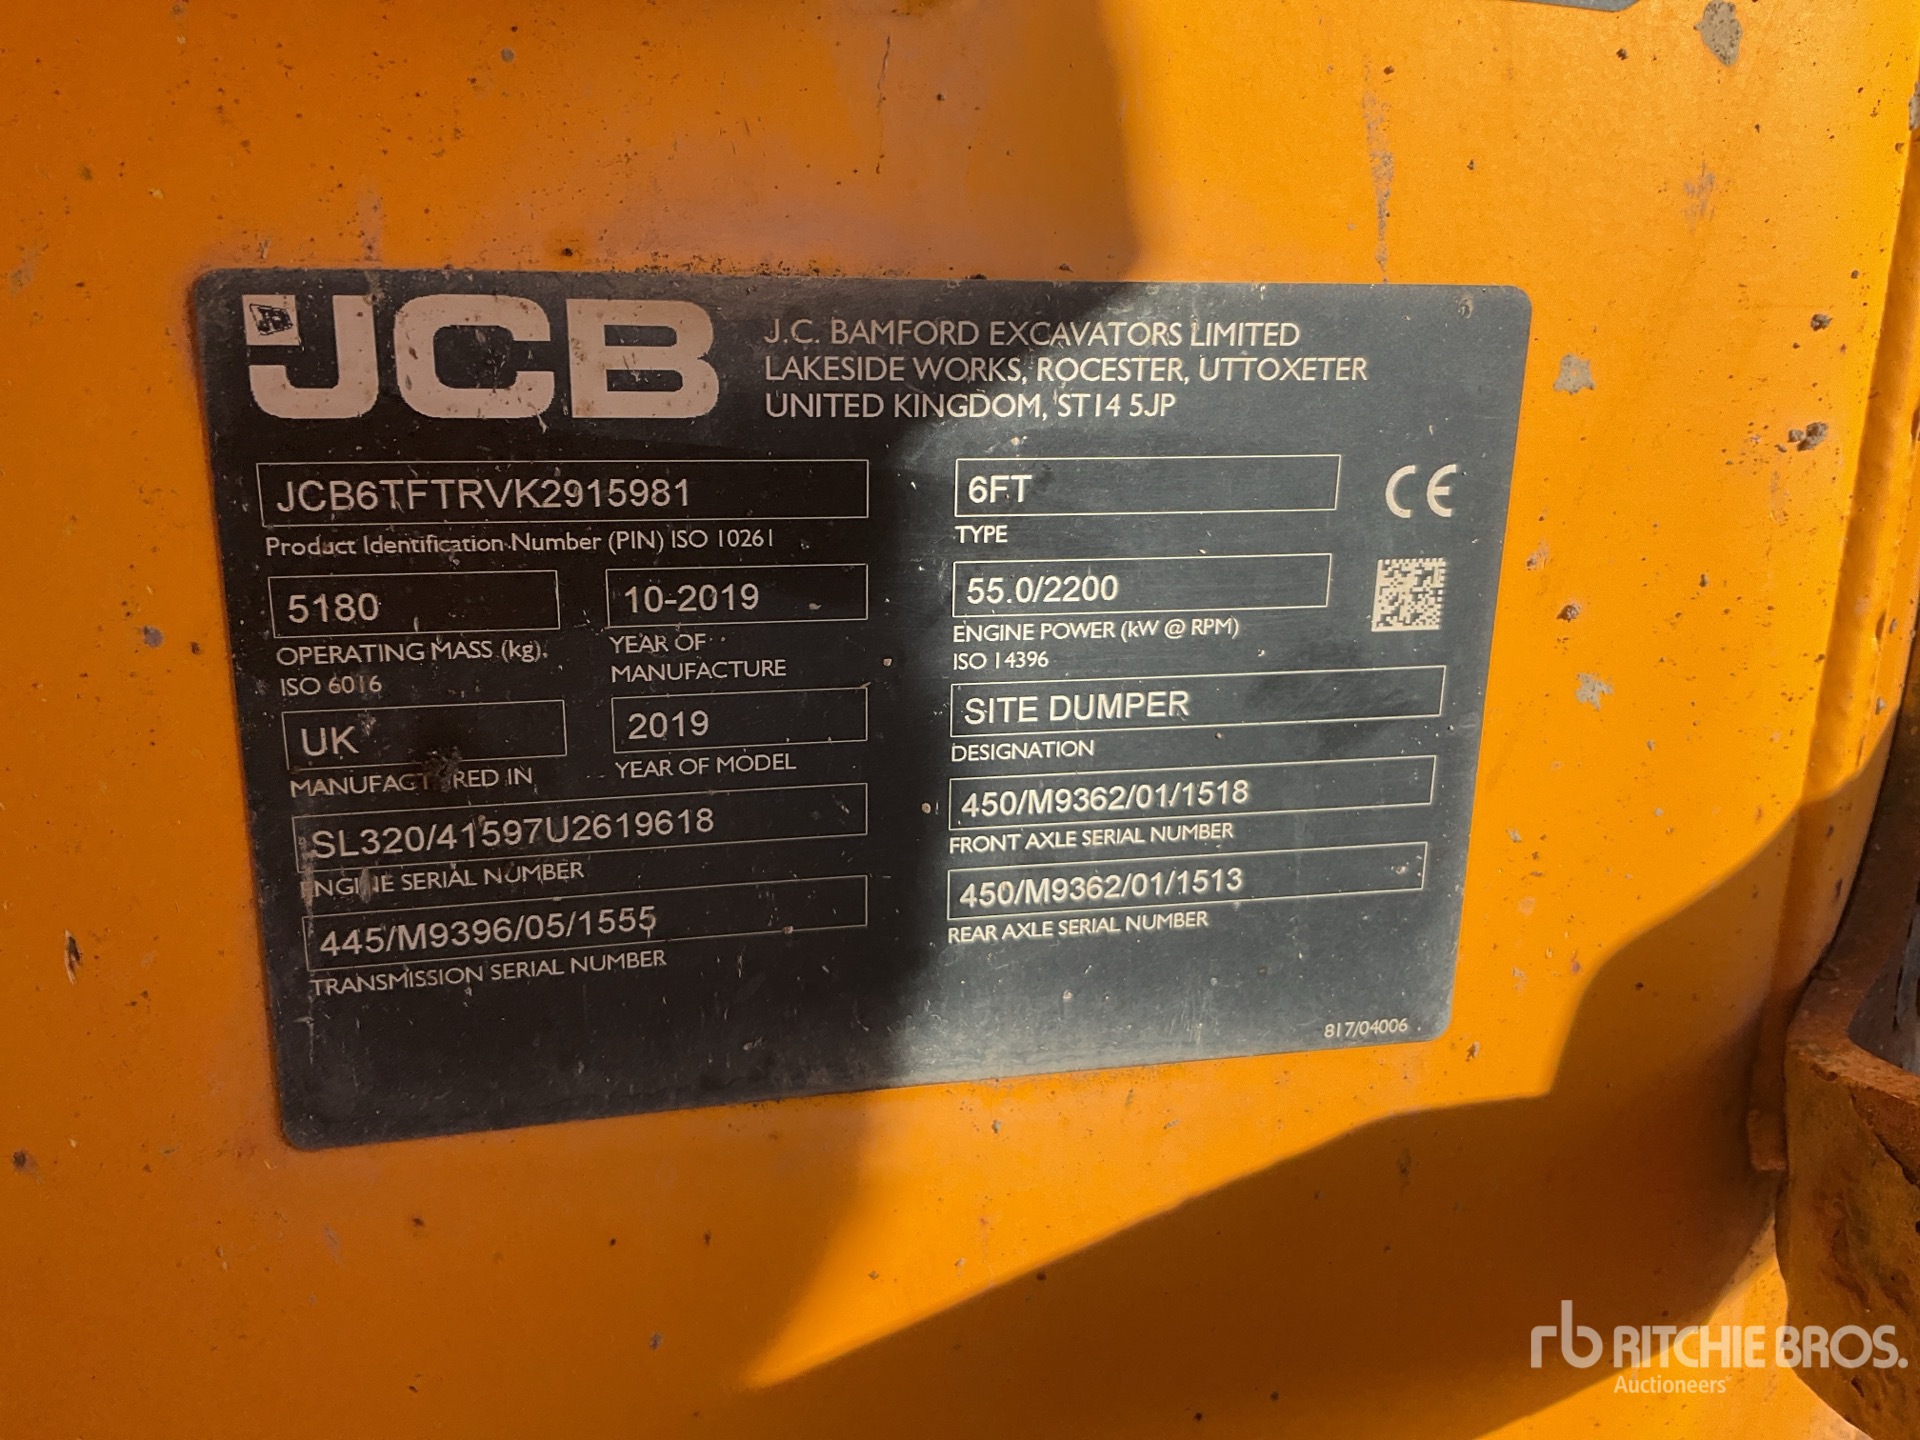 JCB
J.C. BAMFORD EXCAVATORS LIMITED
LAKESIDE WORKS, ROCESTER, UTTOXETER
UNITED KINGDOM, ST14 5JP
JCB6TFTRVK2915981
Product Identification Number (PIN) ISO 10261
5180
OPERATING MASS (kg).
ISO 6016
10-2019
YEAR OF
MANUFACTURE
UK
MANUFACTURED IN
2019
YEAR OF MODEL
SL320/41597U2619618
ENGINE SERIAL NUMBER
445/M9396/05/1555
TRANSMISSION SERIAL NUMBER
6FT
TYPE
CE
55.0/2200
ENGINE POWER (kW @ RPM)
ISO 14396
SITE DUMPER
DESIGNATION
450/M9362/01/1518
FRONT AXLE SERIAL NUMBER
450/M9362/01/1513
REAR AXLE SERIAL NUMBER
817/04006
rb RITCHIE BROS.
Auctioneers